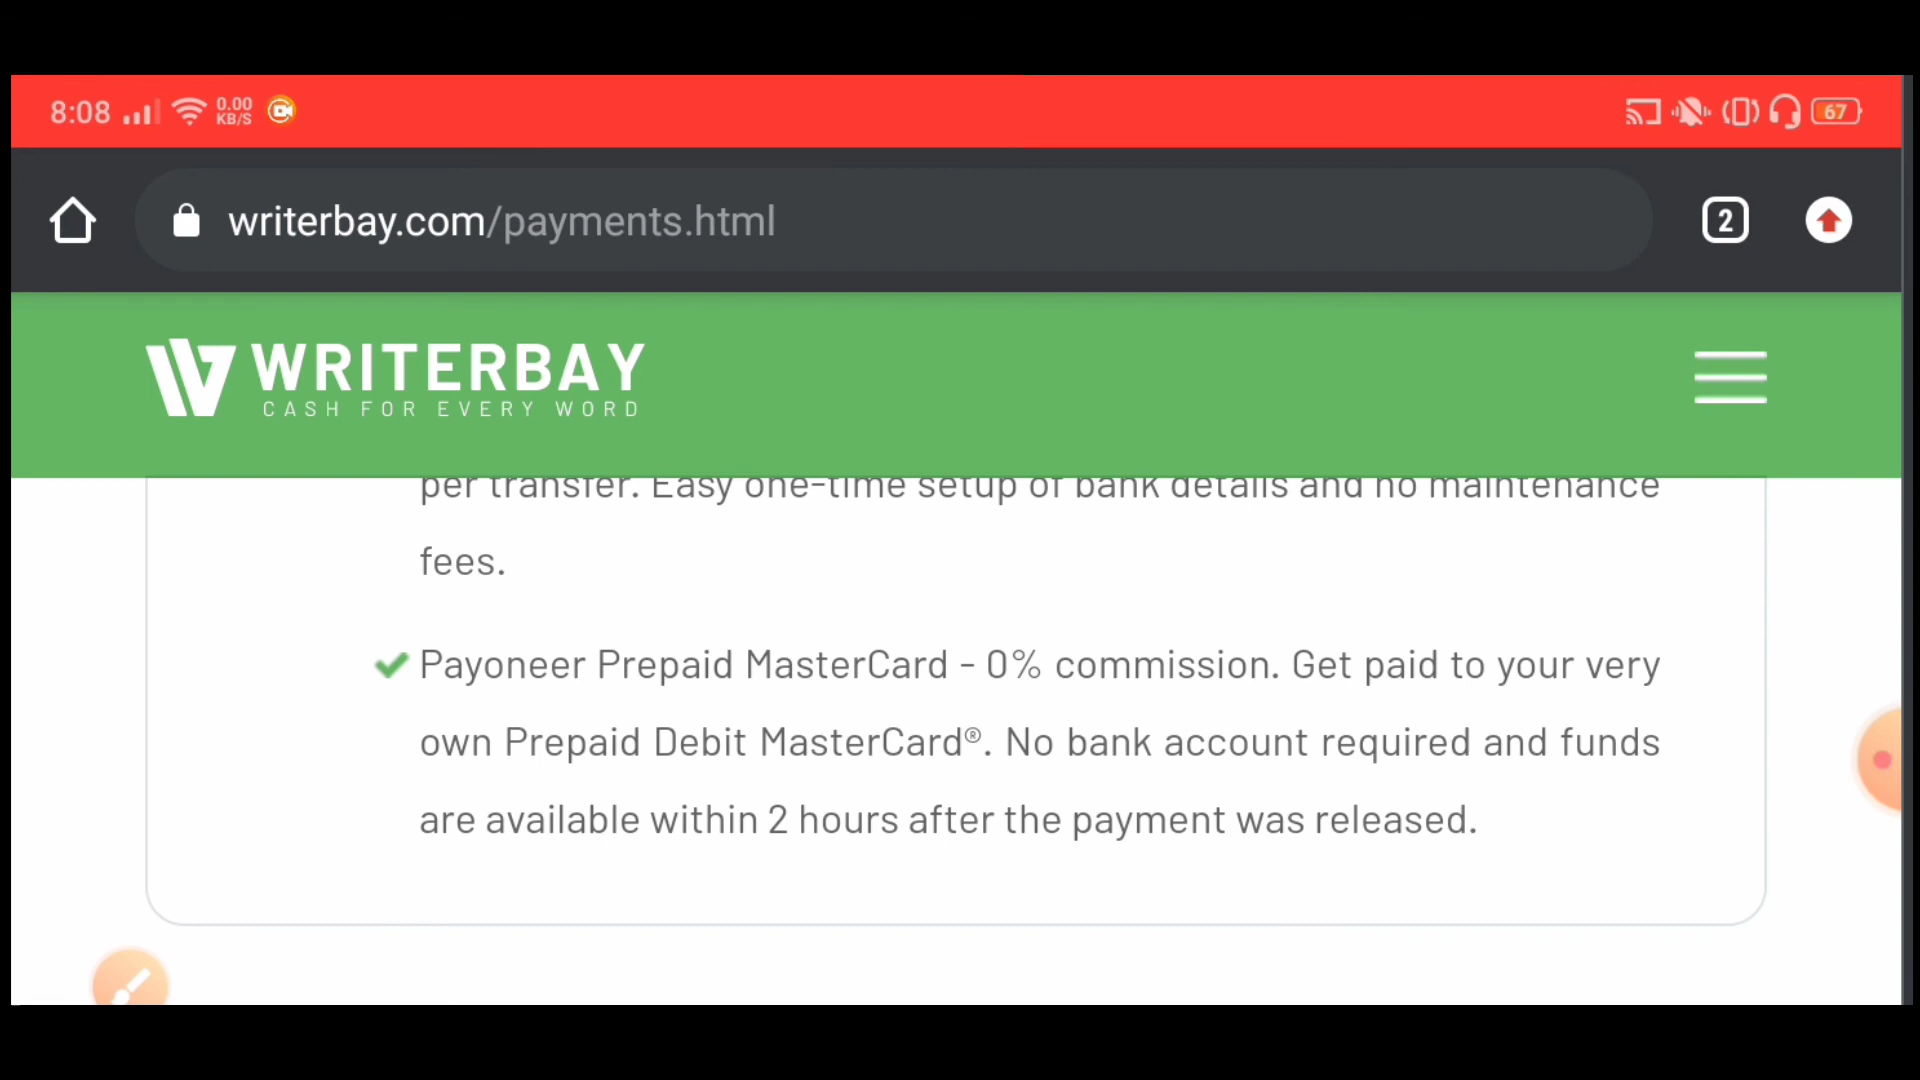 8:08 0.00 KB/S 67
writerbay.com/payments.html 2
WRITERBAY
CASH FOR EVERY WORD
per transfer. Easy one-time setup of bank details and no maintenance
fees.
Payoneer Prepaid MasterCard - 0% commission. Get paid to your very
own Prepaid Debit MasterCard®. No bank account required and funds
are available within 2 hours after the payment was released.